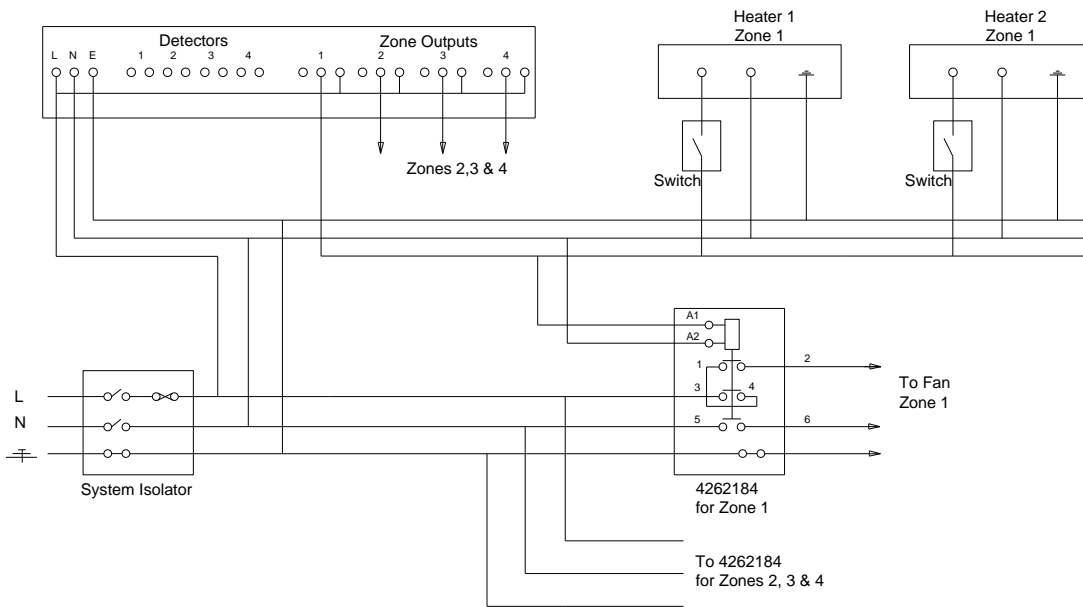 Detectors
Zone Outputs
L N E 1 2 3 4 1 2 3 4
Zones 2,3 & 4
Heater 1
Zone 1
Heater 2
Zone 1
Switch
Switch
A1
A2
1 2
3 4
5 6
To Fan
Zone 1
L
N
System Isolator
4262184
for Zone 1
To 4262184
for Zones 2, 3 & 4